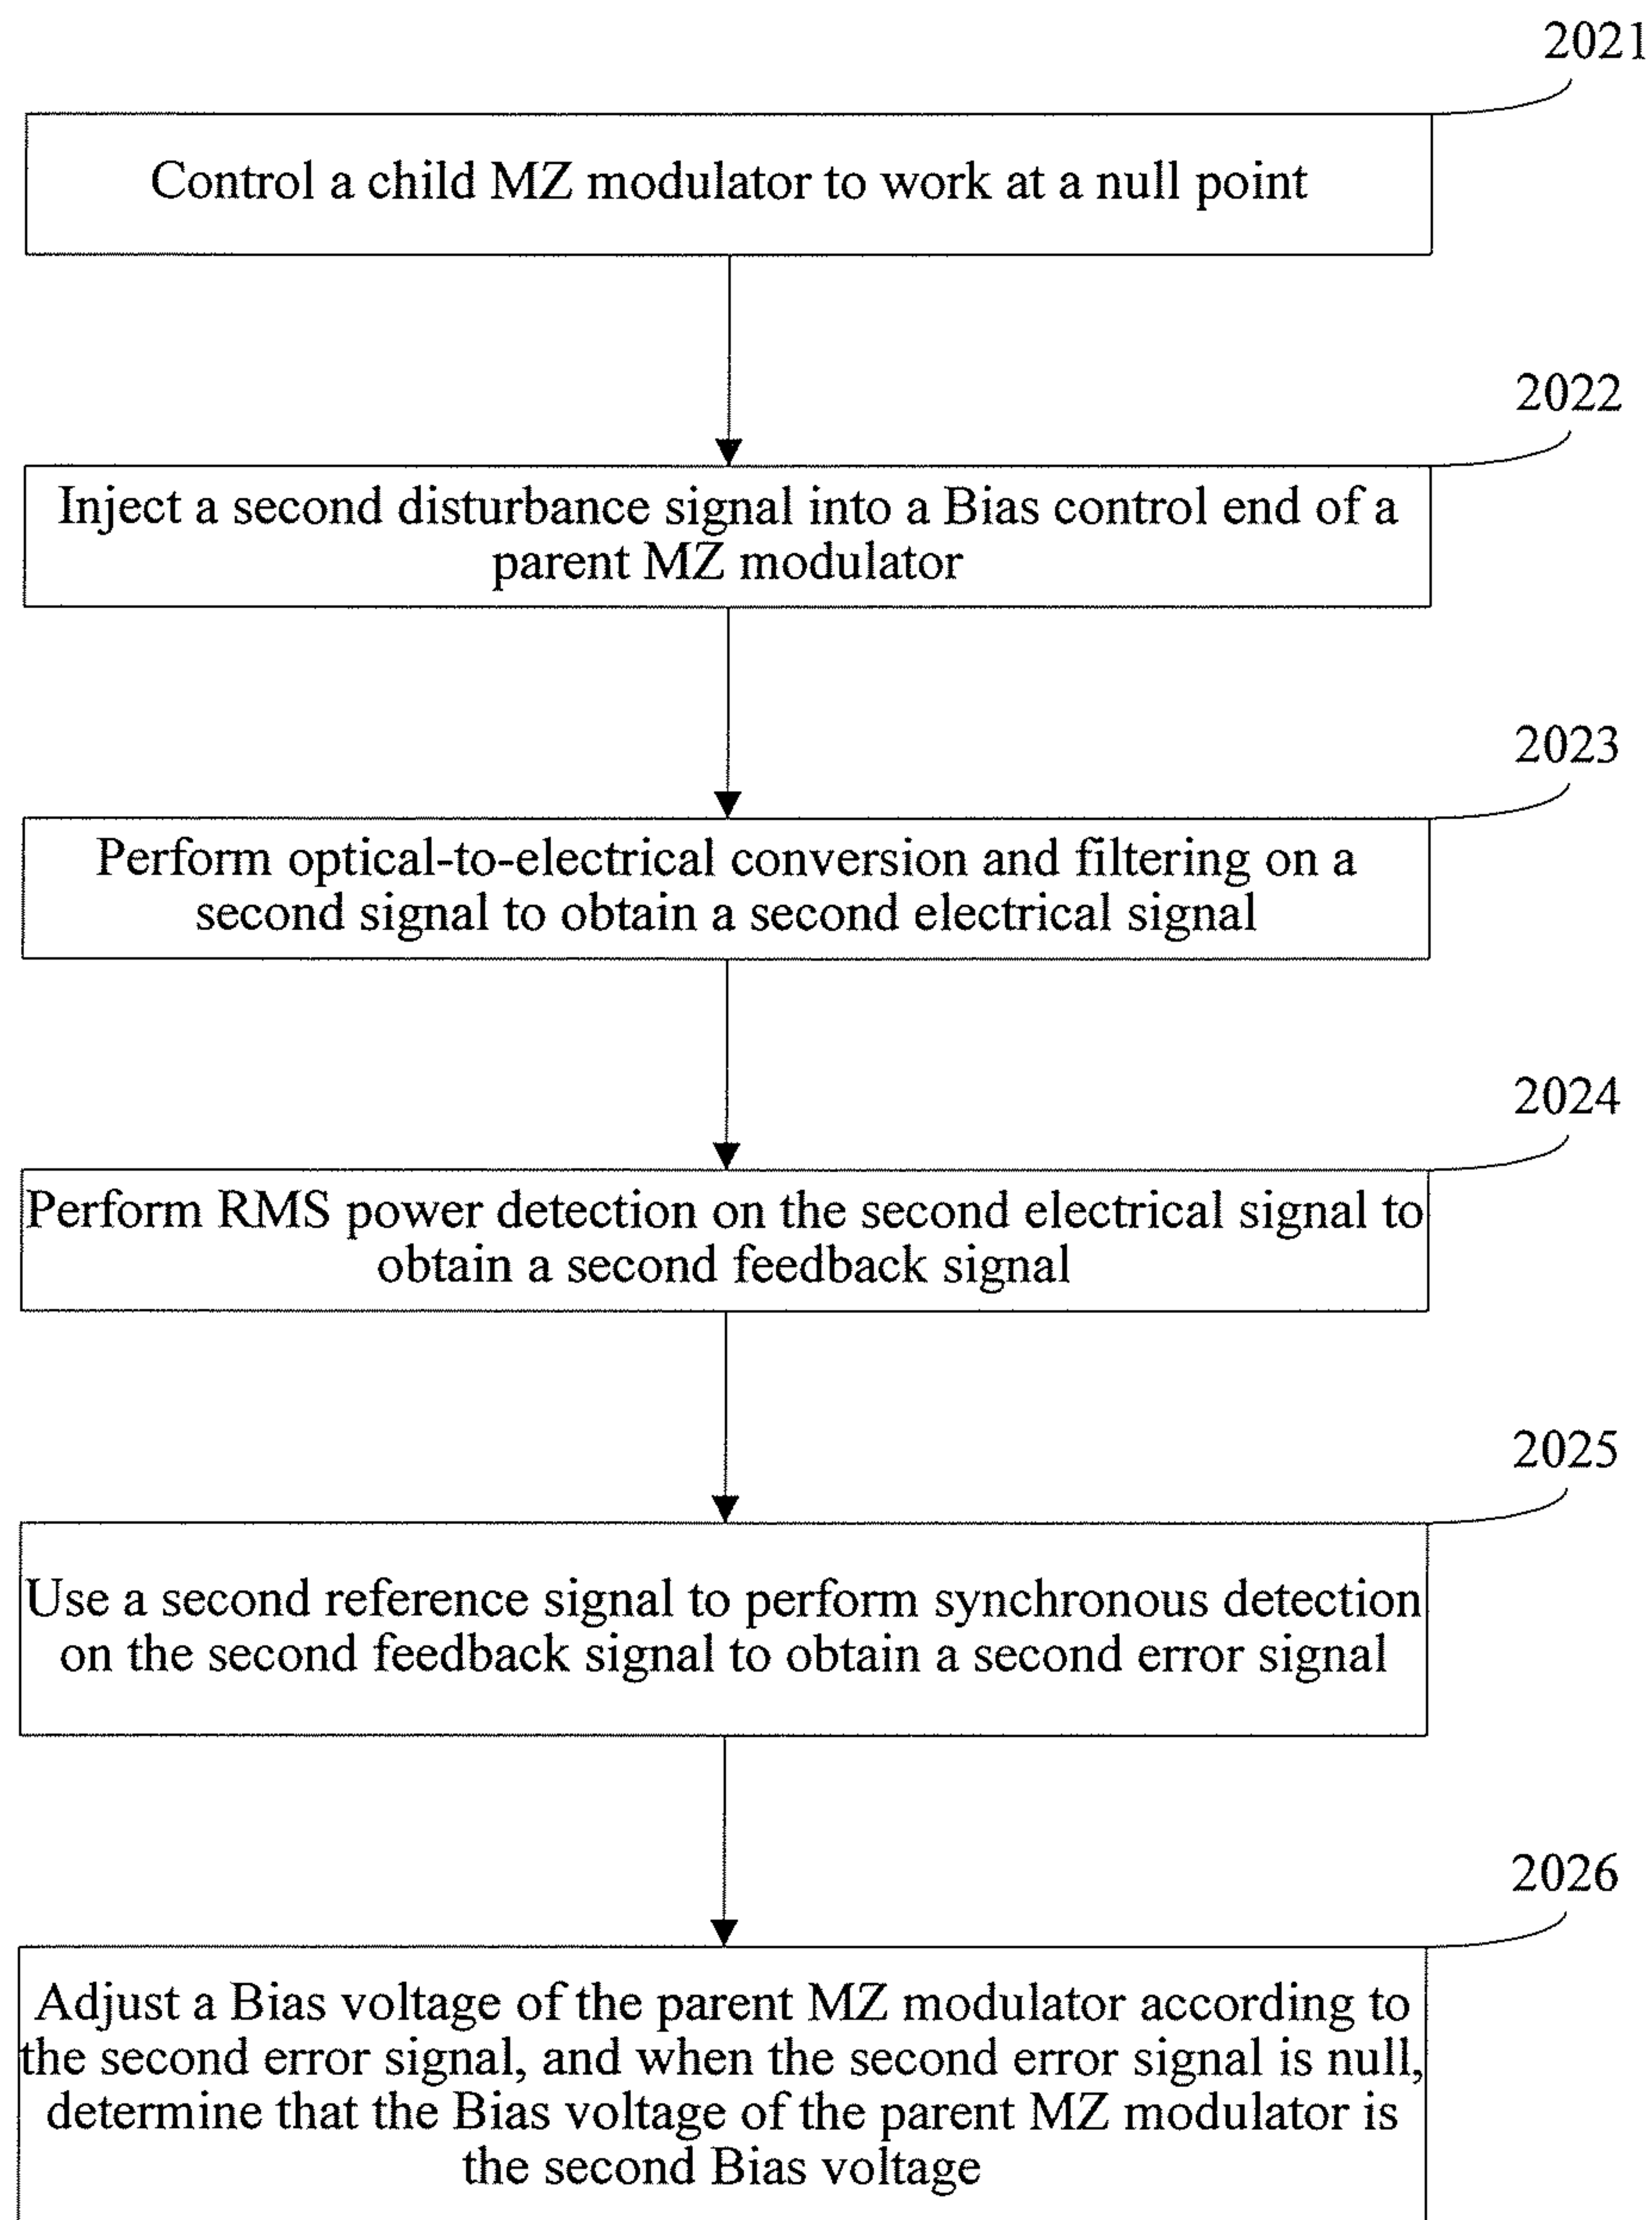 2021
Control a child MZ modulator to work at a null point
2022
Inject a second disturbance signal into a Bias control end of a
parent MZ modulator
2023
Perform optical-to-electrical conversion and filtering on a
second signal to obtain a second electrical signal
2024
Perform RMS power detection on the second electrical signal to
obtain a second feedback signal
2025
Use a second reference signal to perform synchronous detection
on the second feedback signal to obtain a second error signal
2026
Adjust a Bias voltage of the parent MZ modulator according to
the second error signal, and when the second error signal is null,
determine that the Bias voltage of the parent MZ modulator is
the second Bias voltage